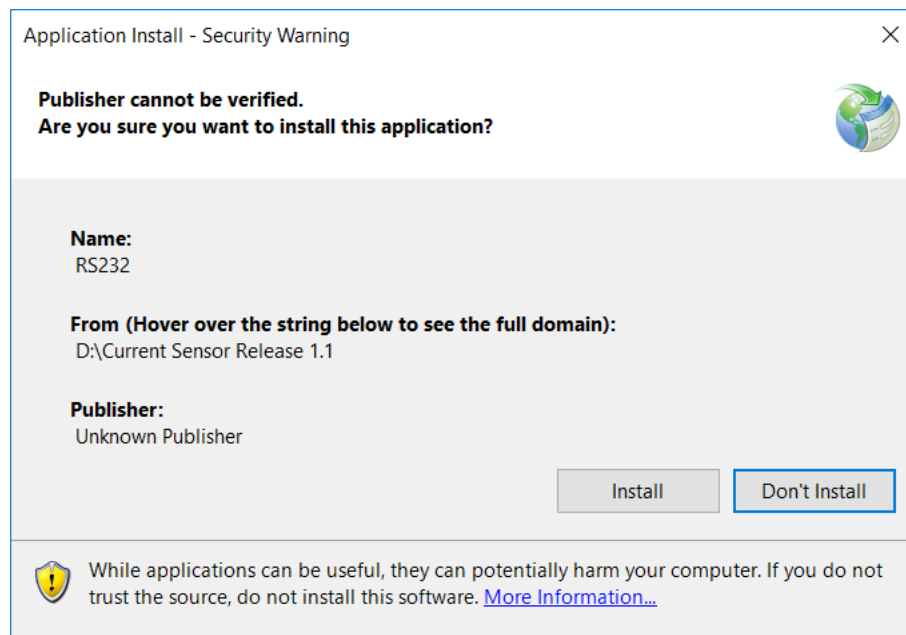 Application Install - Security Warning
Publisher cannot be verified.
Are you sure you want to install this application?
Name:
RS232
From (Hover over the string below to see the full domain):
D:\Current Sensor Release 1.1
Publisher:
Unknown Publisher
Install
Don't Install
While applications can be useful, they can potentially harm your computer. If you do not
trust the source, do not install this software. More Information...